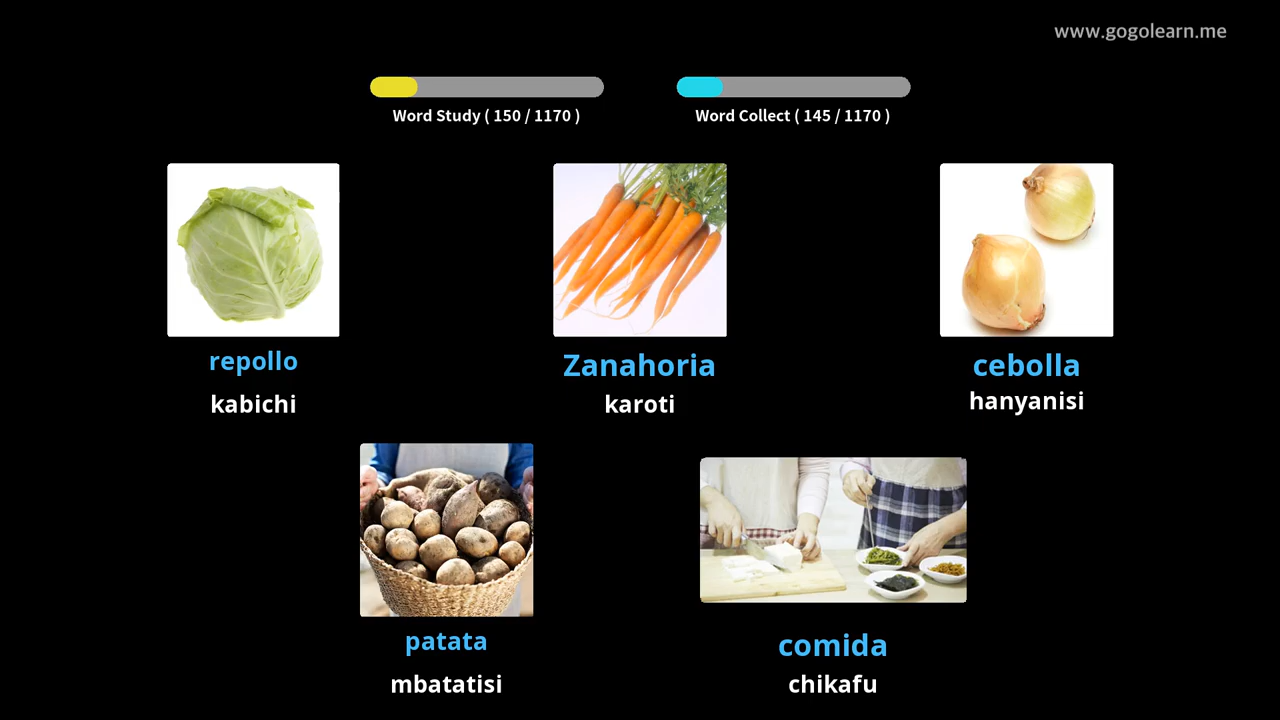 www.gogolearn.me
Word Study ( 150 / 1170 )
Word Collect ( 145 / 1170 )
repollo
Zanahoria
cebolla
kabichi
karoti
hanyanisi
patata
comida
mbatatisi
chikafu